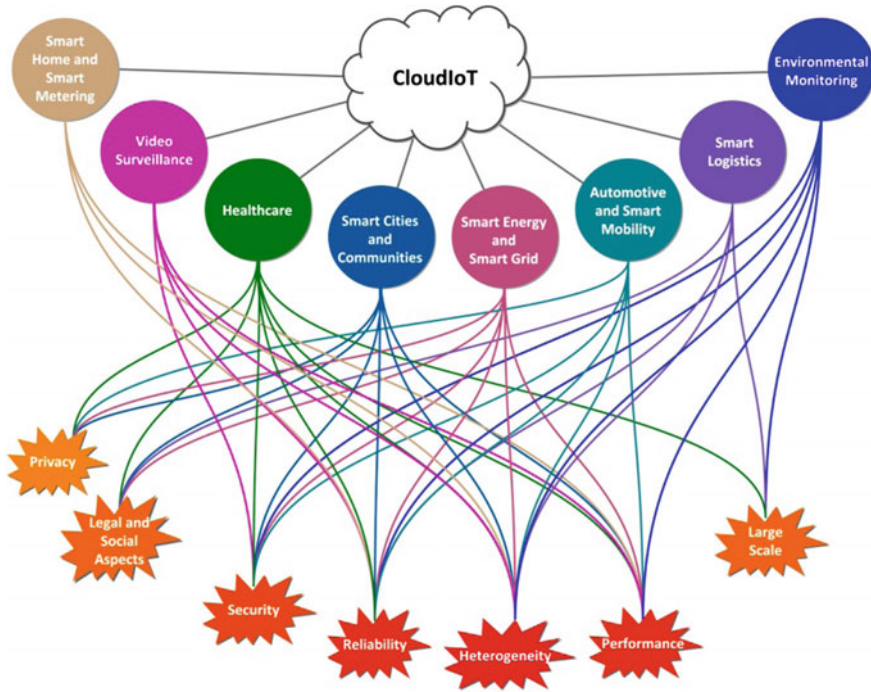 Smart
Home and
Smart
Metering
CloudIoT
Environmental
Monitoring
Video
Surveillance
Smart
Logistics
Healthcare
Smart Cities
and
Communities
Smart Energy
and
Smart Grid
Automotive
and Smart
Mobility
Privacy
Legal and
Social
Aspects
Large
Scale
Security
Reliability
Heterogeneity
Performance